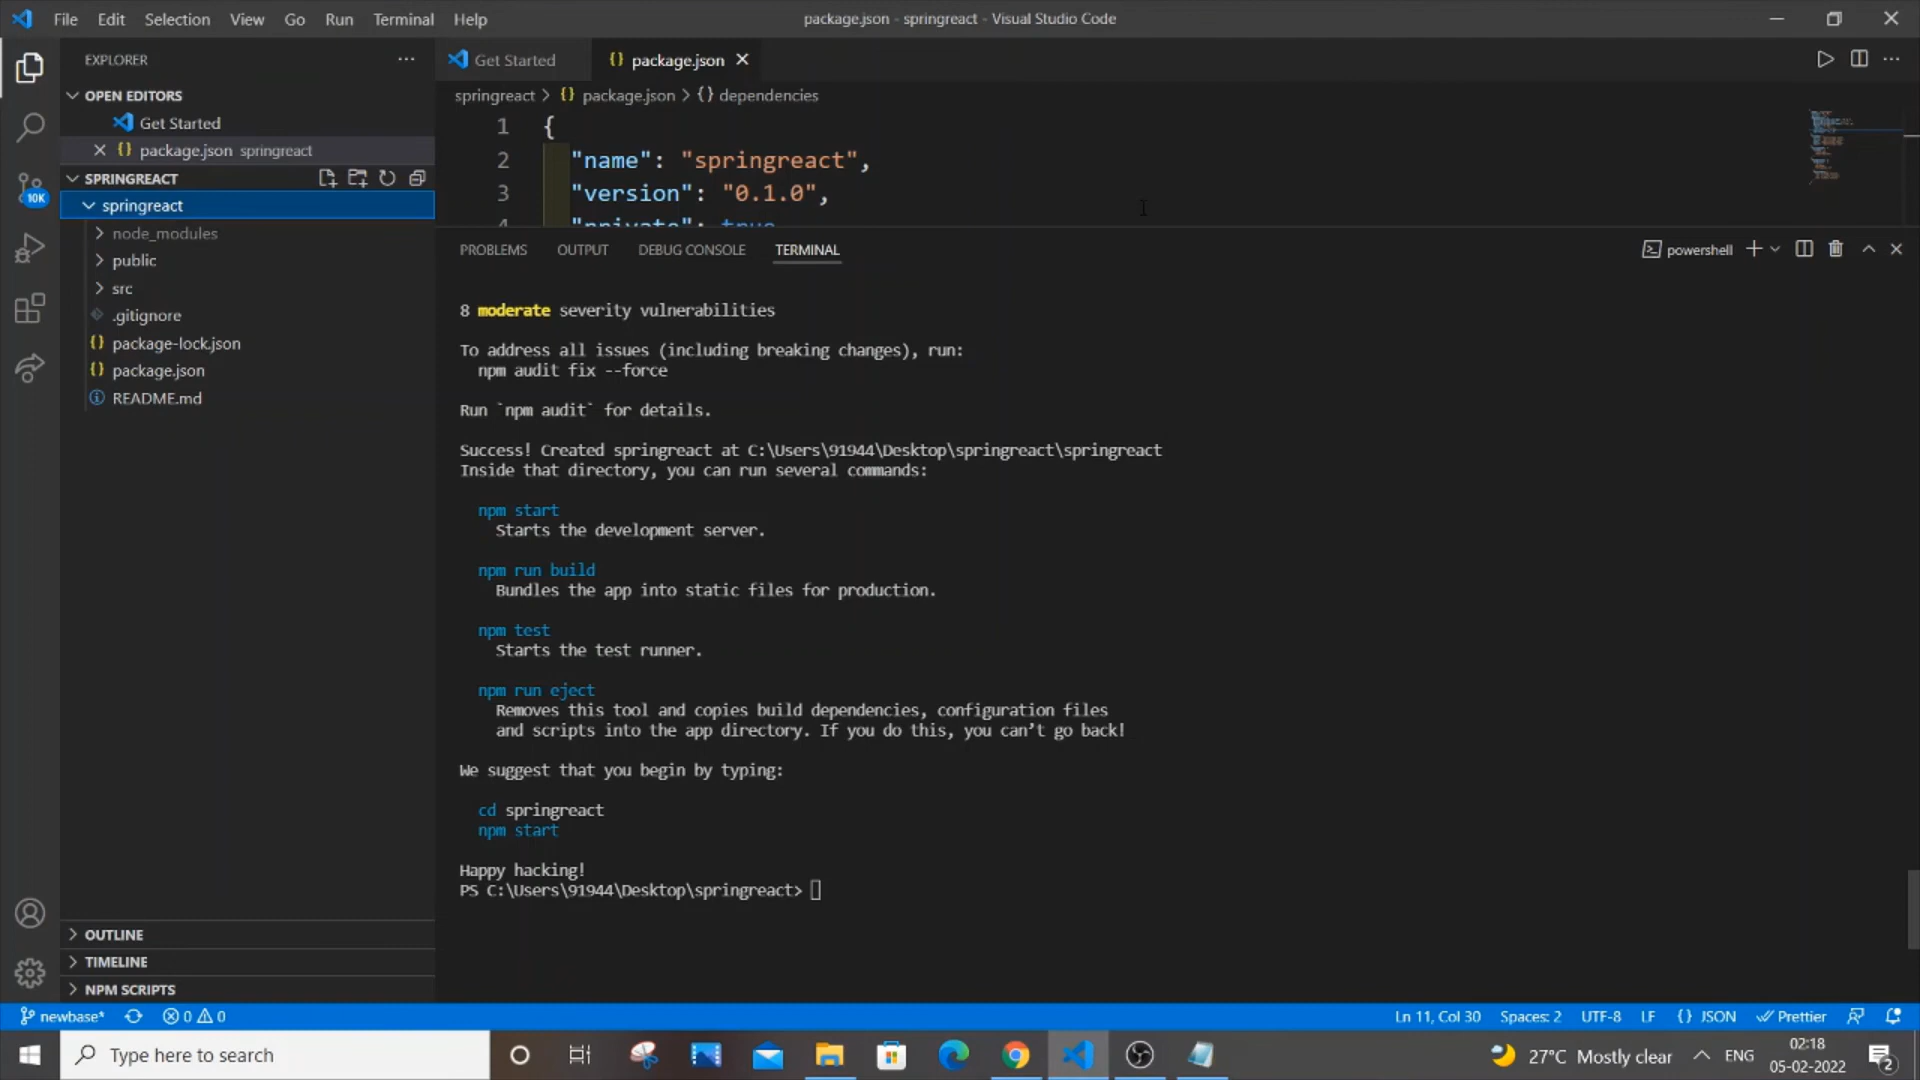 File Edit Selection View Go Run Terminal Help
package.json - springreact - Visual Studio Code
EXPLORER
OPEN EDITORS
Get Started
package.json springreact
SPRINGREACT
springreact
node_modules
public
src
.gitignore
package-lock.json
package.json
README.md
10K
OUTLINE
TIMELINE
NPM SCRIPTS
Get Started
package.json
springreact > {} package.json > {} dependencies
1 {
2 "name": "springreact",
3 "version": "0.1.0",
4 "private": true
PROBLEMS OUTPUT DEBUG CONSOLE TERMINAL
powershell
8 moderate severity vulnerabilities
To address all issues (including breaking changes), run:
npm audit fix --force
Run `npm audit` for details.
Success! Created springreact at C:\Users\91944\Desktop\springreact\springreact
Inside that directory, you can run several commands:
npm start
Starts the development server.
npm run build
Bundles the app into static files for production.
npm test
Starts the test runner.
npm run eject
Removes this tool and copies build dependencies, configuration files
and scripts into the app directory. If you do this, you can’t go back!
We suggest that you begin by typing:
cd springreact
npm start
Happy hacking!
PS C:\Users\91944\Desktop\springreact>
newbase* 0 0
Ln 11, Col 30 Spaces: 2 UTF-8 LF {} JSON Prettier
Type here to search
27°C Mostly clear ENG
02:18
05-02-2022
2